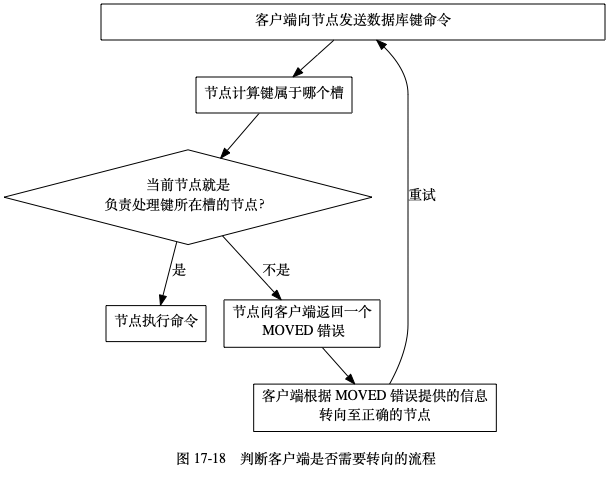 客户端向节点发送数据库键命令
节点计算键属于哪个槽
当前节点就是
负责处理键所在槽的节点?
重试
是
不是
节点执行命令
节点向客户端返回一个
MOVED 错误
客户端根据 MOVED 错误提供的信息
转向至正确的节点
图 17-18 判断客户端是否需要转向的流程